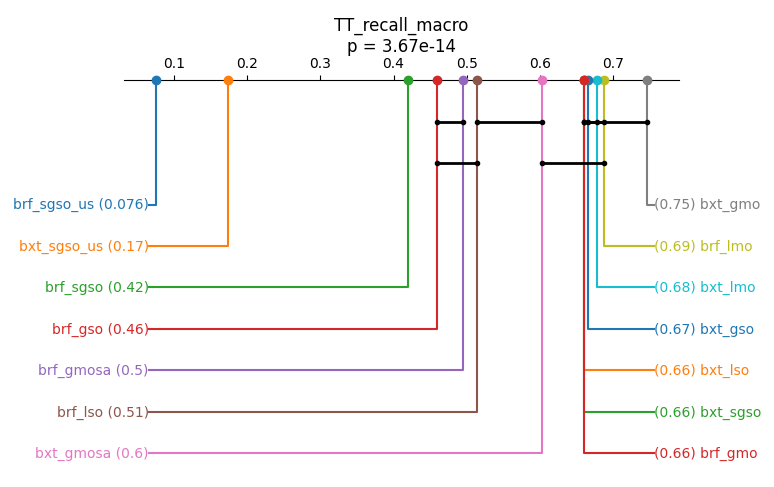 TT_recall_macro
p = 3.67e-14
0.1 0.2 0.3 0.4 0.5 0.6 0.7
brf_sgso_us (0.076) (0.75) bxt_gmo
bxt_sgso_us (0.17) (0.69) brf_lmo
brf_sgso (0.42) (0.68) bxt_lmo
brf_gso (0.46) (0.67) bxt_gso
brf_gmosa (0.5) (0.66) bxt_lso
brf_lso (0.51) (0.66) bxt_sgso
bxt_gmosa (0.6) (0.66) brf_gmo